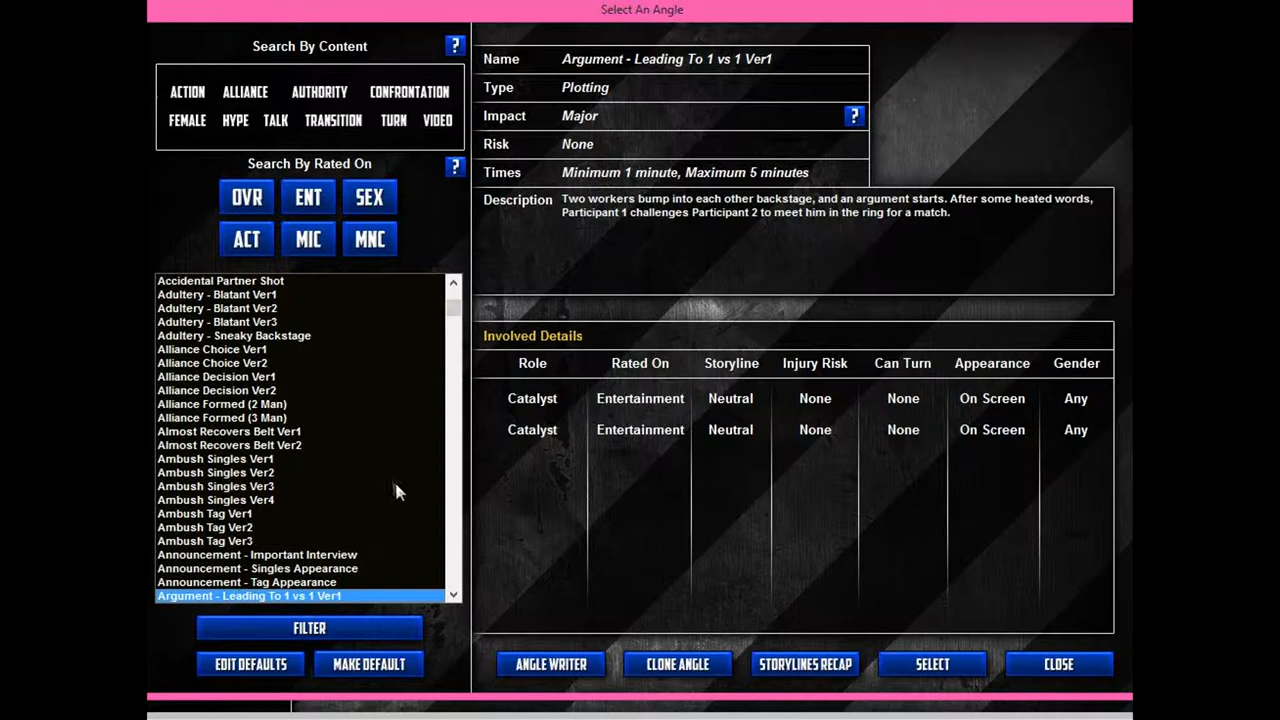 Select An Angle
Search By Content
?
ACTION ALLIANCE AUTHORITY CONFRONTATION
FEMALE HYPE TALK TRANSITION TURN VIDEO
Search By Rated On
?
OVR ENT SEX
ACT MIC MNC
Accidental Partner Shot
Adultery - Blatant Ver1
Adultery - Blatant Ver2
Adultery - Blatant Ver3
Adultery - Sneaky Backstage
Alliance Choice Ver1
Alliance Choice Ver2
Alliance Decision Ver1
Alliance Decision Ver2
Alliance Formed (2 Man)
Alliance Formed (3 Man)
Almost Recovers Belt Ver1
Almost Recovers Belt Ver2
Ambush Singles Ver1
Ambush Singles Ver2
Ambush Singles Ver3
Ambush Singles Ver4
Ambush Tag Ver1
Ambush Tag Ver2
Ambush Tag Ver3
Announcement - Important Interview
Announcement - Singles Appearance
Announcement - Tag Appearance
Argument - Leading To 1 vs 1 Ver1
FILTER
EDIT DEFAULTS MAKE DEFAULT
Name Argument - Leading To 1 vs 1 Ver1
Type Plotting
Impact Major ?
Risk None
Times Minimum 1 minute, Maximum 5 minutes
Description Two workers bump into each other backstage, and an argument starts. After some heated words,
Participant 1 challenges Participant 2 to meet him in the ring for a match.
Involved Details
Role Rated On Storyline Injury Risk Can Turn Appearance Gender
Catalyst Entertainment Neutral None None On Screen Any
Catalyst Entertainment Neutral None None On Screen Any
ANGLE WRITER CLONE ANGLE STORYLINES RECAP SELECT CLOSE